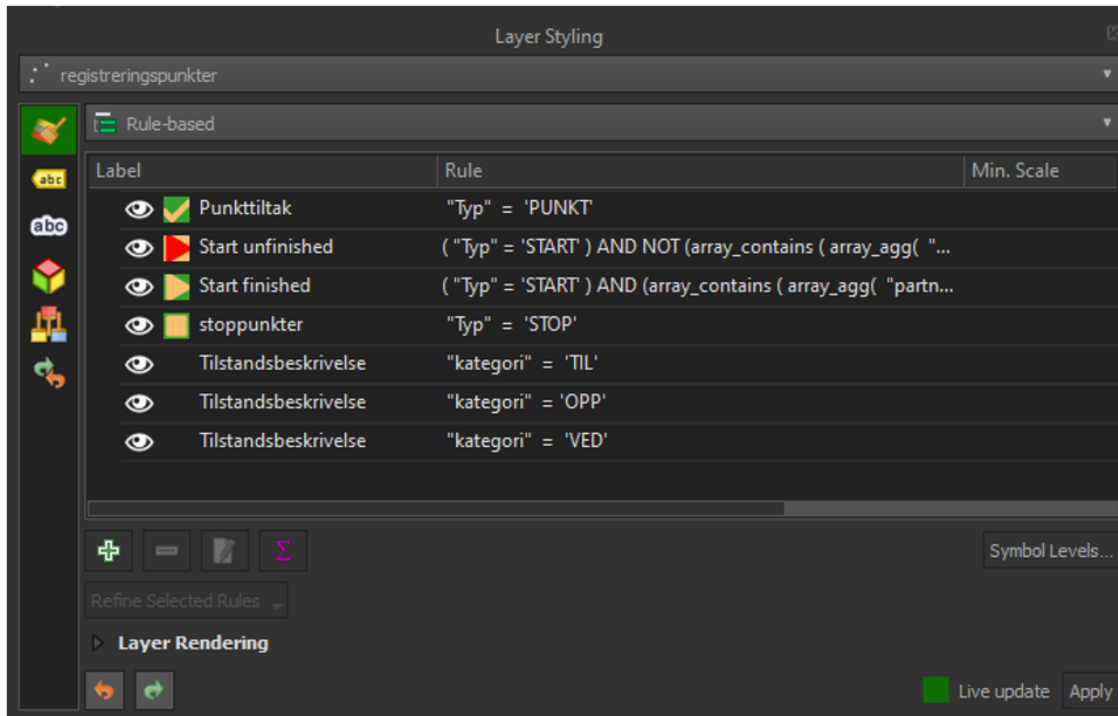 Layer Styling
registreringspunkter
Rule-based
Label Rule Min. Scale
Punkttiltak "Typ" = 'PUNKT'
Start unfinished ( "Typ" = 'START' ) AND NOT (array_contains ( array_agg( "...
Start finished ( "Typ" = 'START' ) AND (array_contains ( array_agg( "partn...
stoppunkter "Typ" = 'STOP'
Tilstandsbeskrivelse "kategori" = 'TIL'
Tilstandsbeskrivelse "kategori" = 'OPP'
Tilstandsbeskrivelse "kategori" = 'VED'
Symbol Levels...
Refine Selected Rules
Layer Rendering
Live update Apply
abc
abc